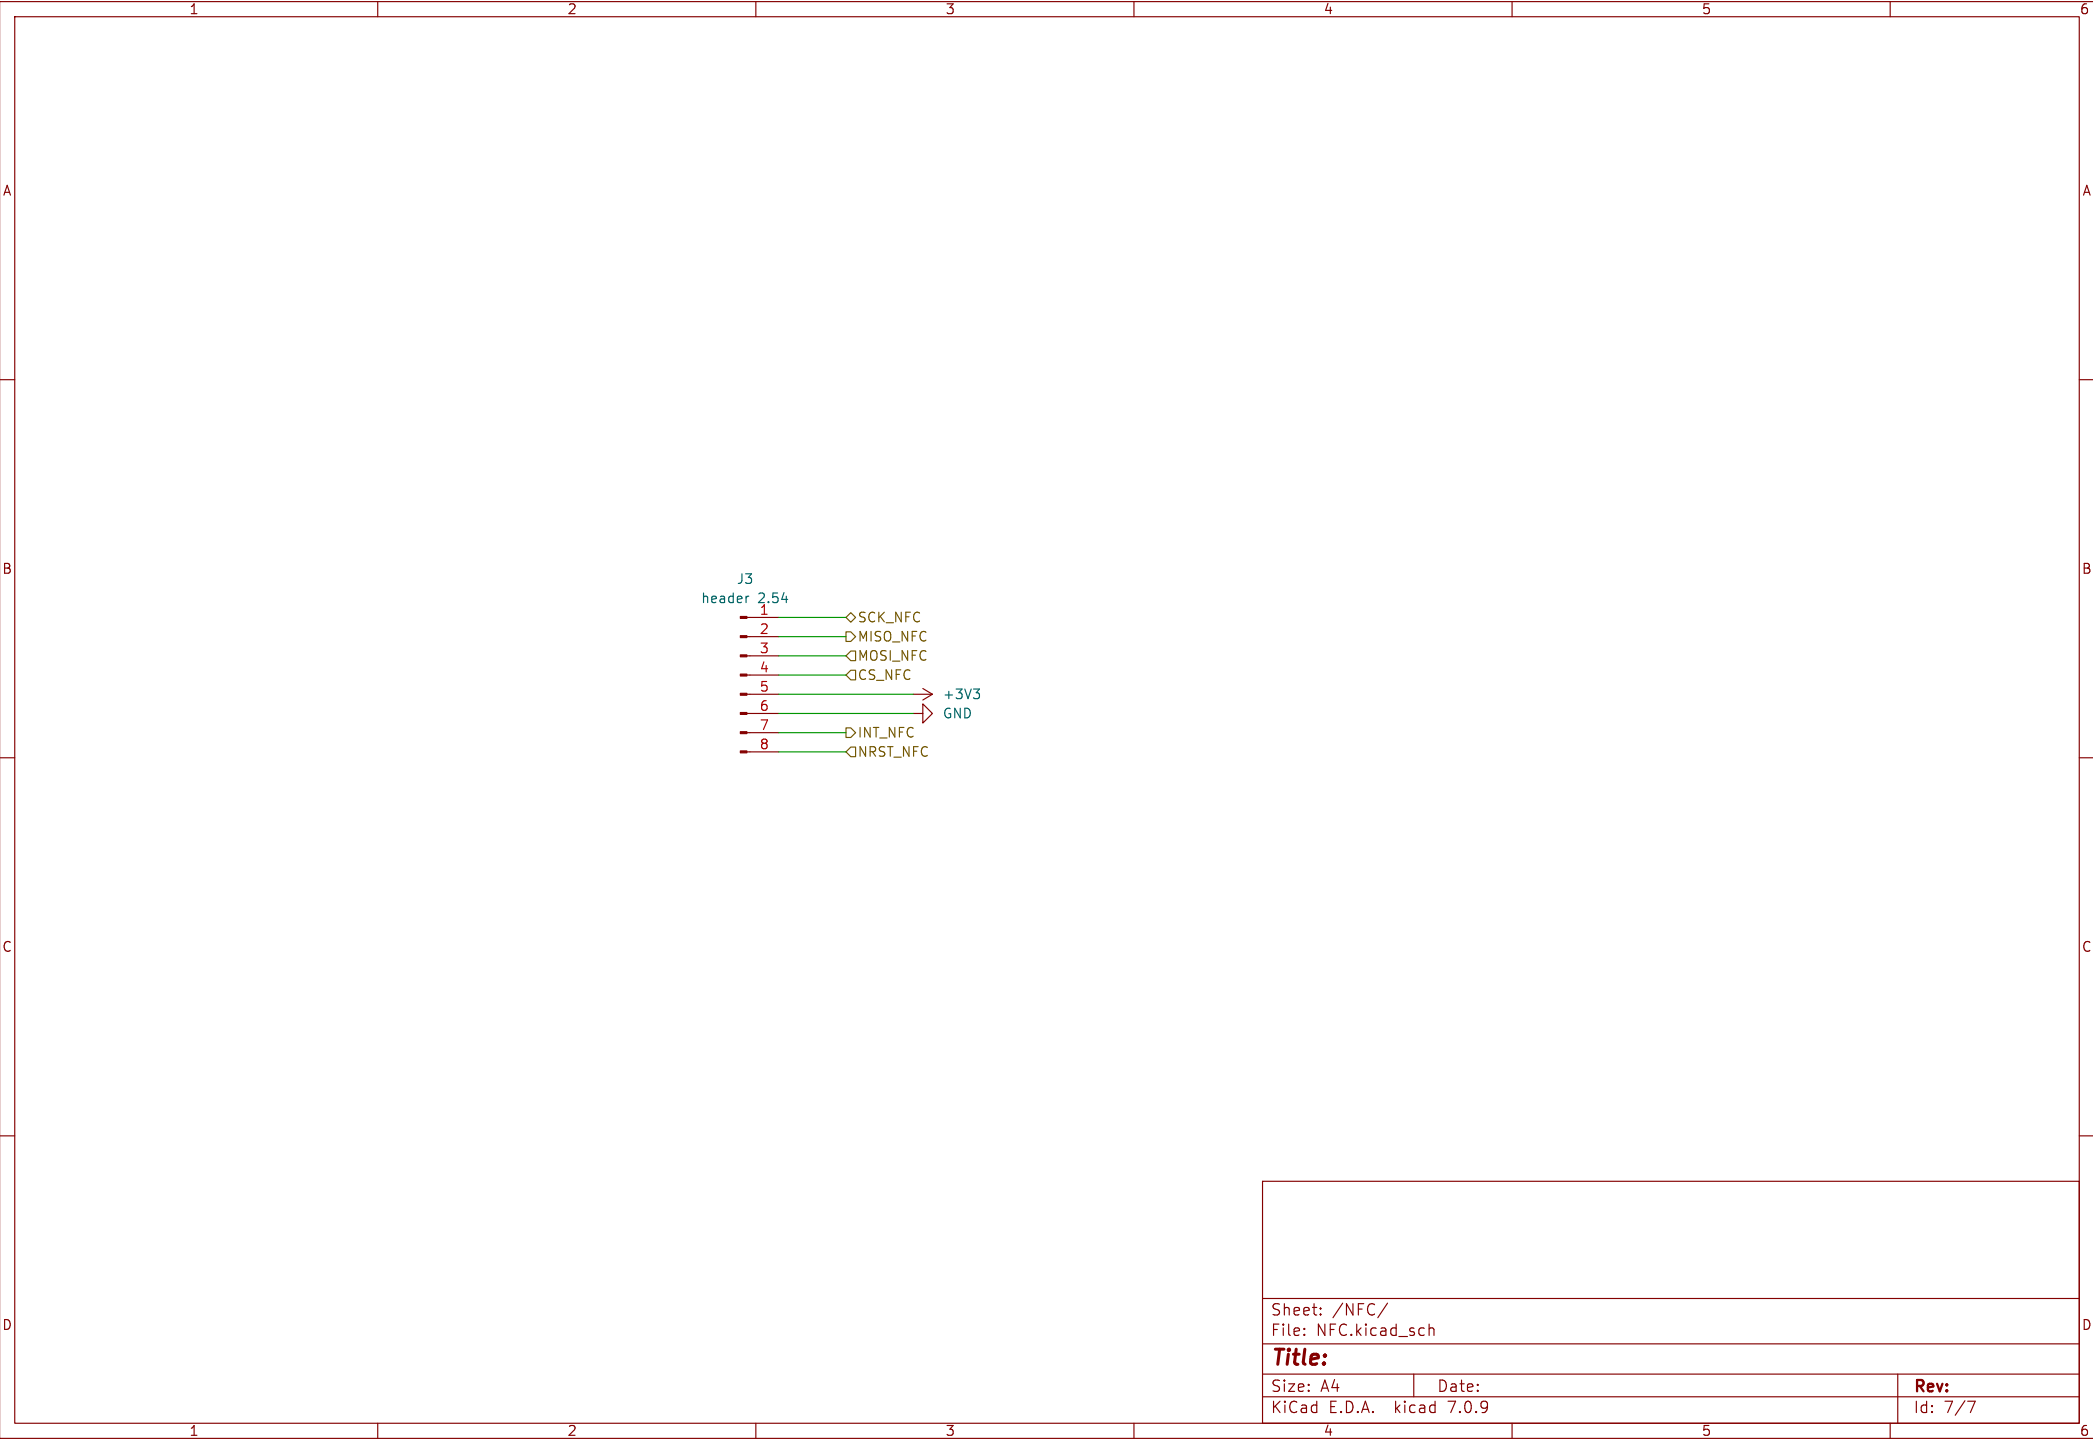 1 2 3 4 5 6
A A
J3
header 2.54
B B
1 SCK_NFC
2 MISO_NFC
3 MOSI_NFC
4 CS_NFC
5 +3V3
6 GND
7 INT_NFC
8 NRST_NFC
C C
Sheet: /NFC/
File: NFC.kicad_sch
D D
Title:
Size: A4 Date: Rev:
KiCad E.D.A. kicad 7.0.9 Id: 7/7
1 2 3 4 5 6